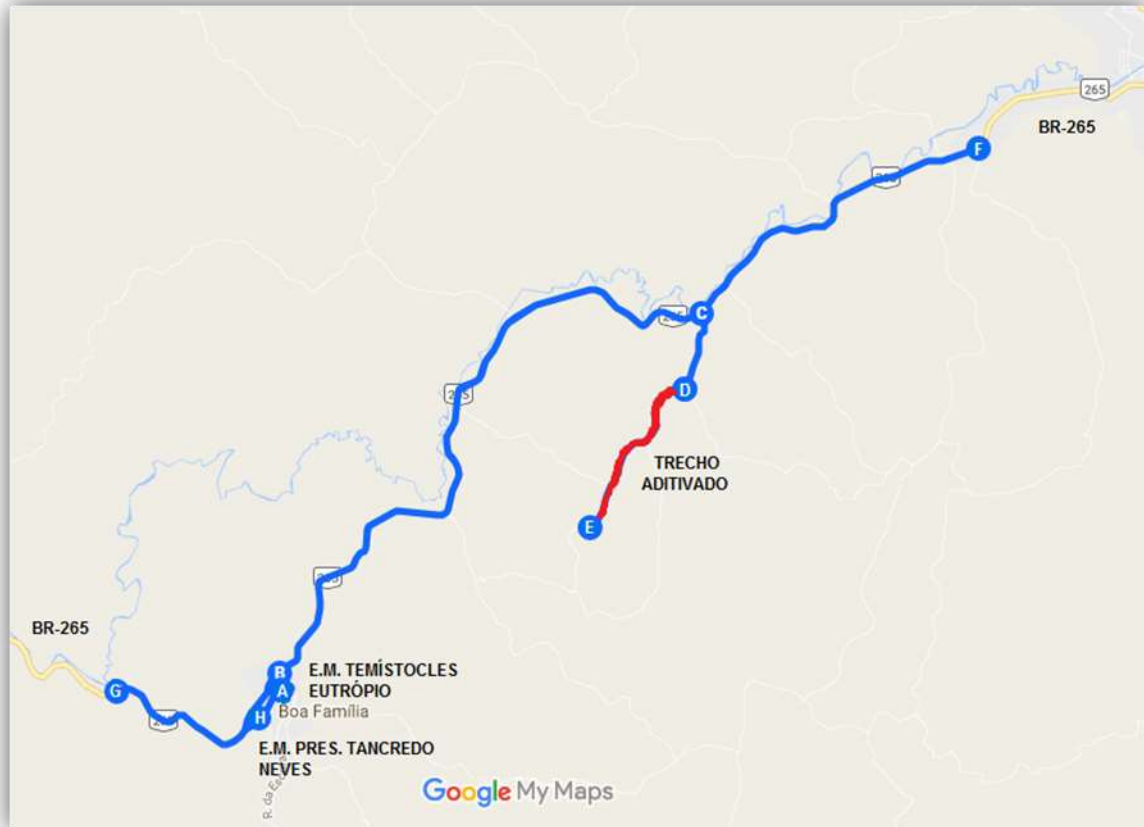 265
BR-265
F
C
D
TRECHO
ADITIVADO
E
BR-265
B
E.M. TEMÍSTOCLES
EUTRÓPIO
A
G
H
Boa Família
E.M. PRES. TANCREDO
NEVES
Google My Maps